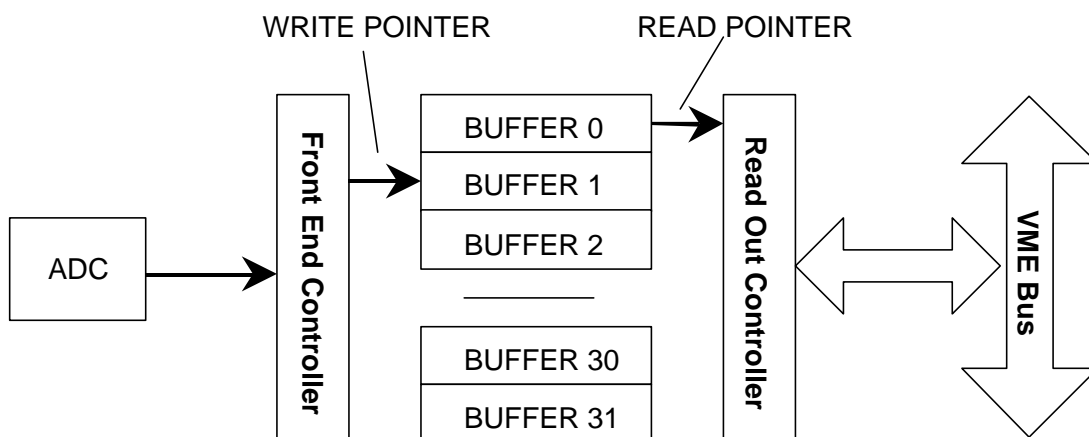 WRITE POINTER
READ POINTER
ADC
Front End Controller
BUFFER 0
BUFFER 1
BUFFER 2
BUFFER 30
BUFFER 31
Read Out Controller
VME Bus